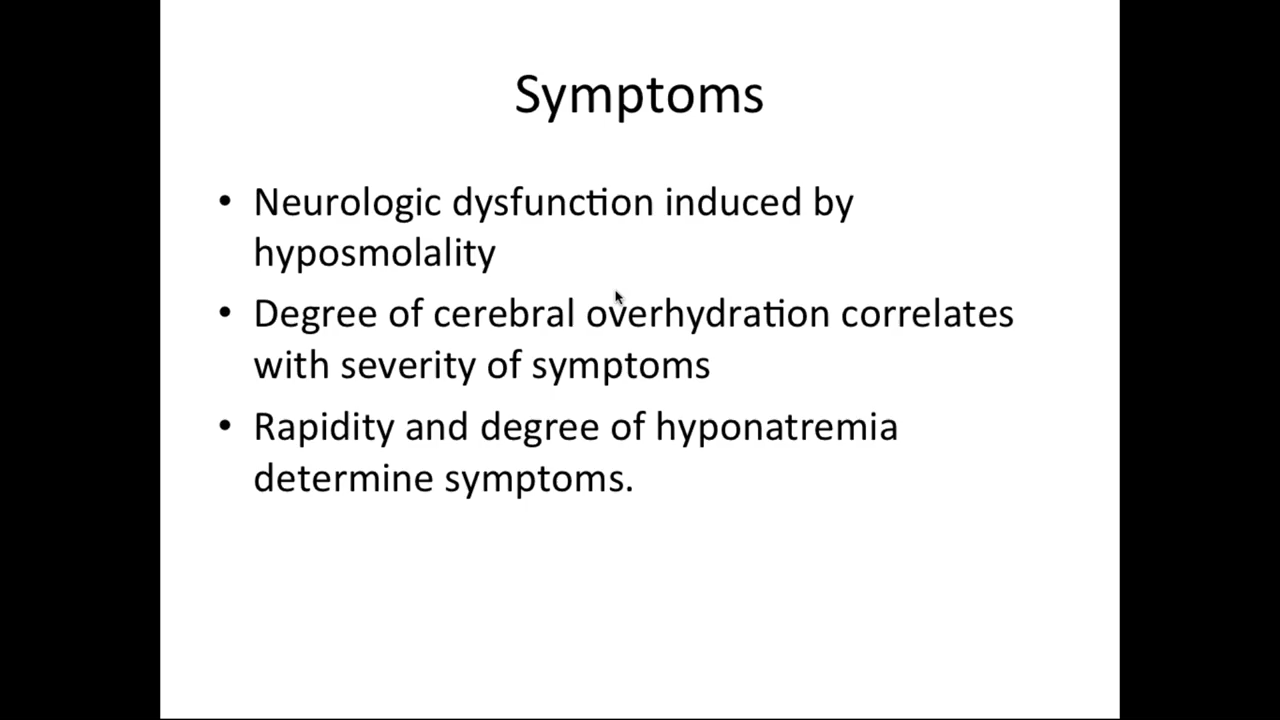 Symptoms
• Neurologic dysfunction induced by
hyposmolality
• Degree of cerebral overhydration correlates
with severity of symptoms
• Rapidity and degree of hyponatremia
determine symptoms.